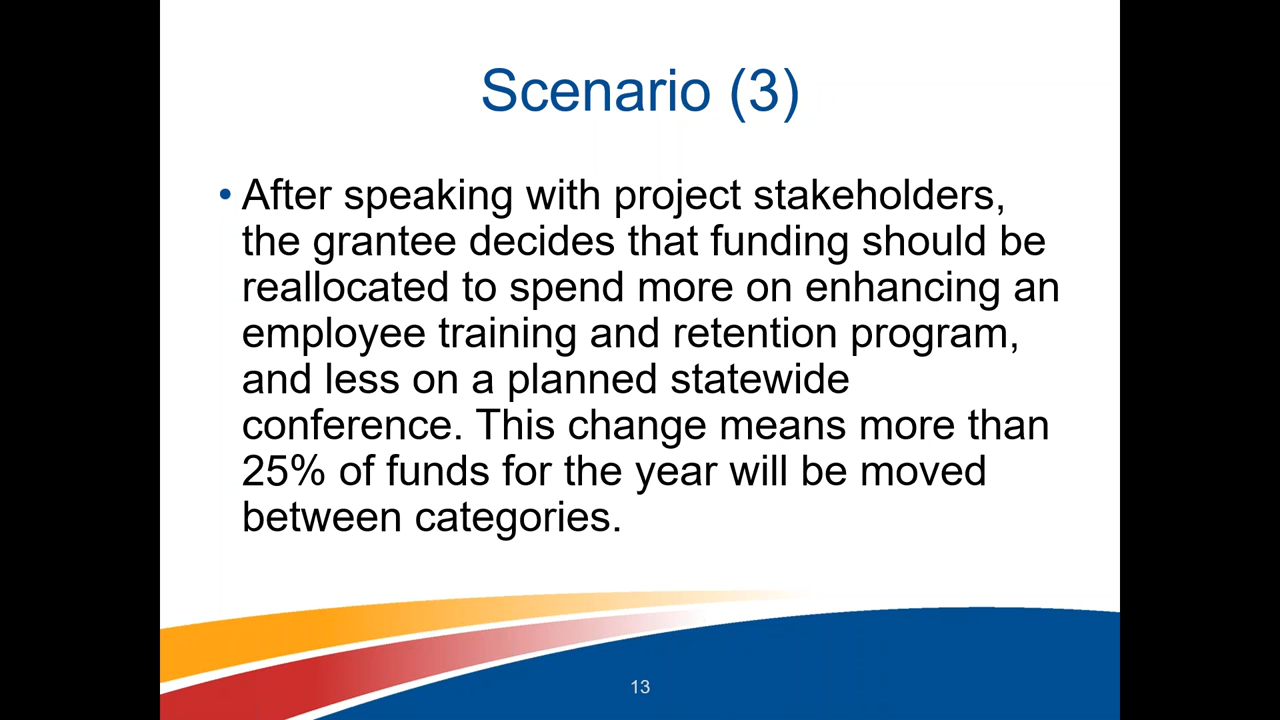 Scenario (3)
• After speaking with project stakeholders,
the grantee decides that funding should be
reallocated to spend more on enhancing an
employee training and retention program,
and less on a planned statewide
conference. This change means more than
25% of funds for the year will be moved
between categories.
13